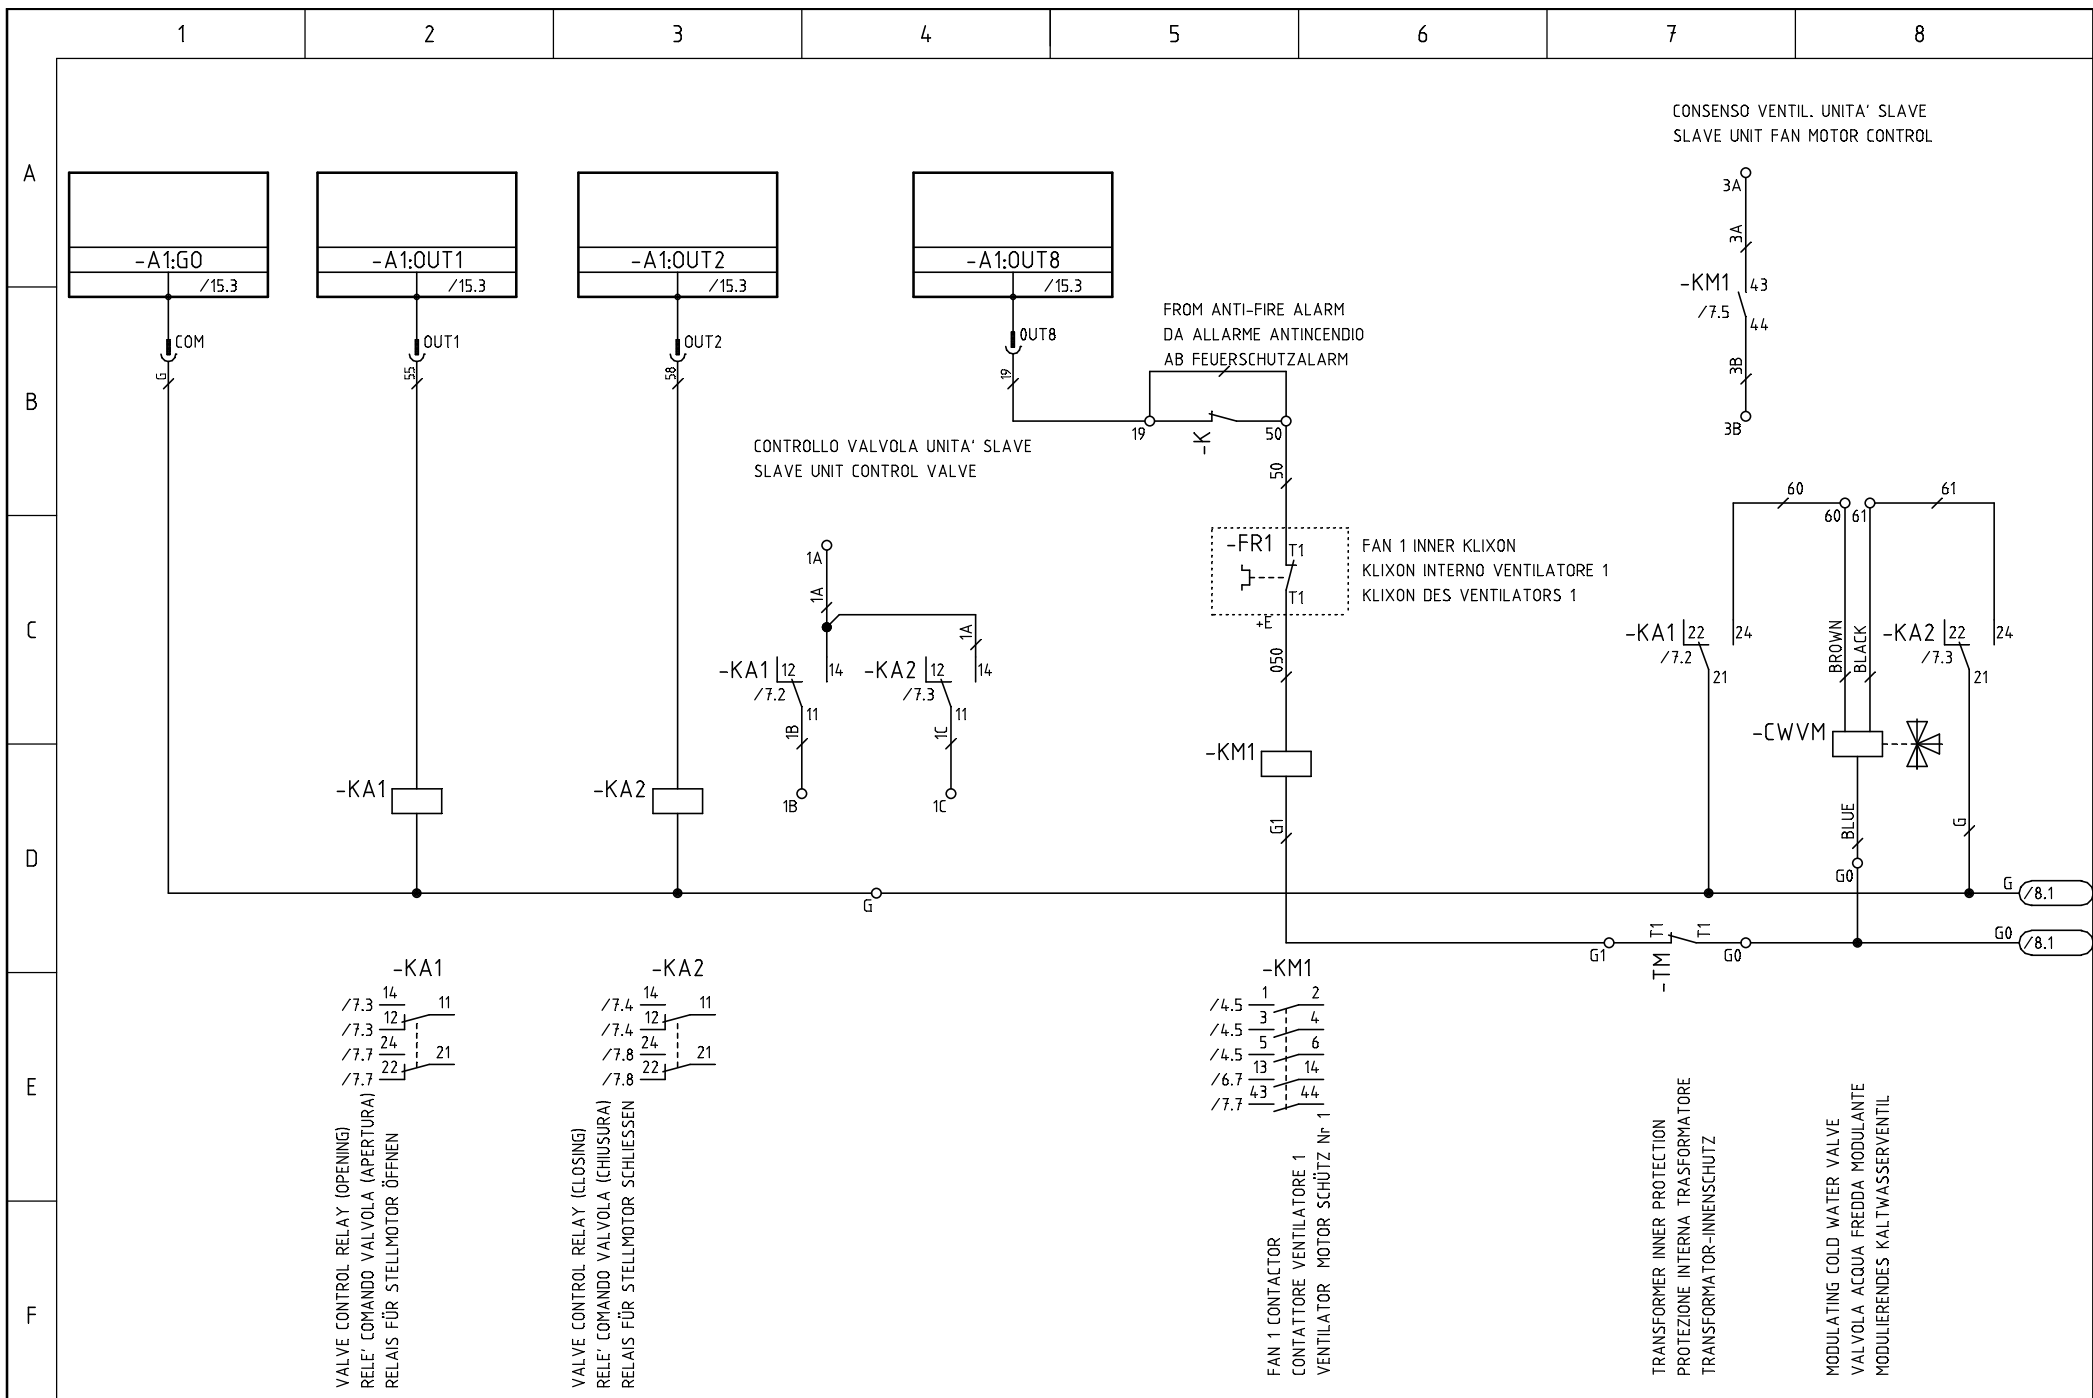 1 2 3 4 5 6 7 8
A
B
C
D
E
F
CONSENSO VENTIL. UNITA' SLAVE
SLAVE UNIT FAN MOTOR CONTROL
-A1:G0
/15.3
-A1:OUT1
/15.3
-A1:OUT2
/15.3
-A1:OUT8
/15.3
COM
G
OUT1
55
OUT2
58
OUT8
19
FROM ANTI-FIRE ALARM
DA ALLARME ANTINCENDIO
AB FEUERSCHUTZALARM
19
-K
50
50
3A
3A
-KM1
/7.5
43
44
3B
3B
CONTROLLO VALVOLA UNITA' SLAVE
SLAVE UNIT CONTROL VALVE
1A
1A
1A
-KA1
/7.2
12
14
11
1B
1B
-KA2
/7.3
12
14
11
1C
1C
-FR1
T1
T1
+E
FAN 1 INNER KLIXON
KLIXON INTERNO VENTILATORE 1
KLIXON DES VENTILATORS 1
050
-KM1
G1
60
61
60
61
-KA1
/7.2
22
24
21
BROWN
BLACK
-KA2
/7.3
22
24
21
-CWVM
BLUE
G
G0
-KA1
-KA2
G
G
/8.1
G1
T1
T1
-TM
G0
G0
/8.1
-KA1
/7.3 14 11
/7.3 12
/7.7 24 21
/7.7 22
-KA2
/7.4 14 11
/7.4 12
/7.8 24 21
/7.8 22
-KM1
/4.5 1 2
/4.5 3 4
/4.5 5 6
/6.7 13 14
/7.7 43 44
VALVE CONTROL RELAY (OPENING)
RELE' COMANDO VALVOLA (APERTURA)
RELAIS FÜR STELLMOTOR ÖFFNEN
VALVE CONTROL RELAY (CLOSING)
RELE' COMANDO VALVOLA (CHIUSURA)
RELAIS FÜR STELLMOTOR SCHLIESSEN
FAN 1 CONTACTOR
CONTATTORE VENTILATORE 1
VENTILATOR MOTOR SCHÜTZ Nr 1
TRANSFORMER INNER PROTECTION
PROTEZIONE INTERNA TRASFORMATORE
TRANSFORMATOR-INNENSCHUTZ
MODULATING COLD WATER VALVE
VALVOLA ACQUA FREDDA MODULANTE
MODULIERENDES KALTWASSERVENTIL